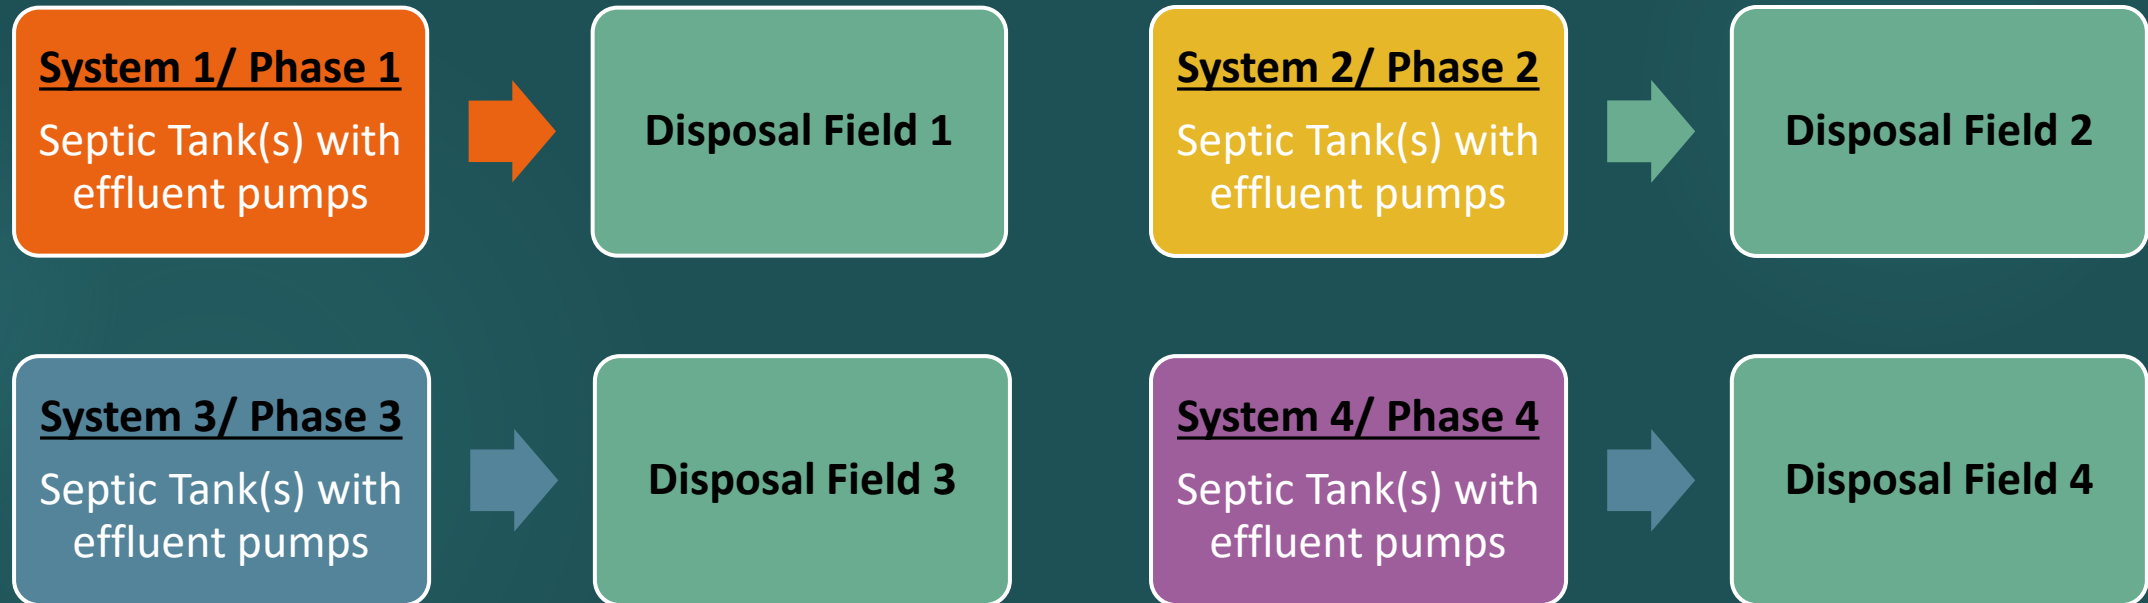 System 1/ Phase 1
Septic Tank(s) with
effluent pumps
Disposal Field 1
System 2/ Phase 2
Septic Tank(s) with
effluent pumps
Disposal Field 2
System 3/ Phase 3
Septic Tank(s) with
effluent pumps
Disposal Field 3
System 4/ Phase 4
Septic Tank(s) with
effluent pumps
Disposal Field 4